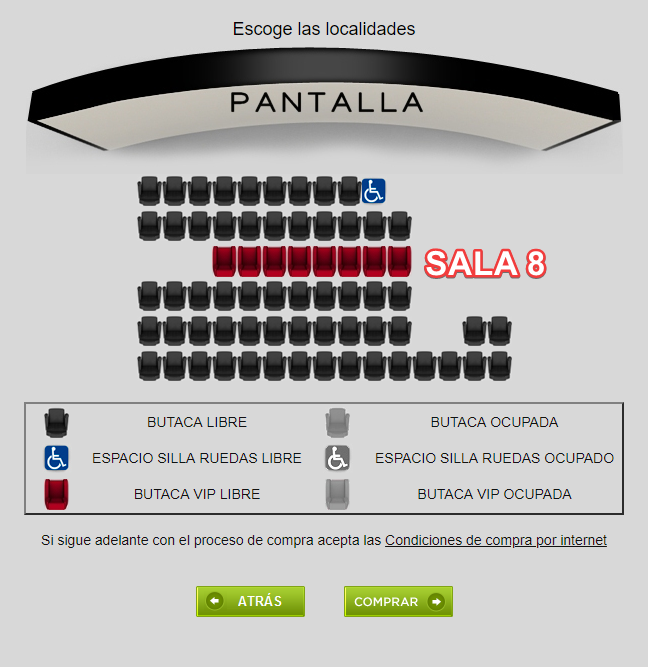 Escoge las localidades
PANTALLA
SALA 8
BUTACA LIBRE
BUTACA OCUPADA
ESPACIO SILLA RUEDAS LIBRE
ESPACIO SILLA RUEDAS OCUPADO
BUTACA VIP LIBRE
BUTACA VIP OCUPADA
Si sigue adelante con el proceso de compra acepta las Condiciones de compra por internet
ATRÁS
COMPRAR